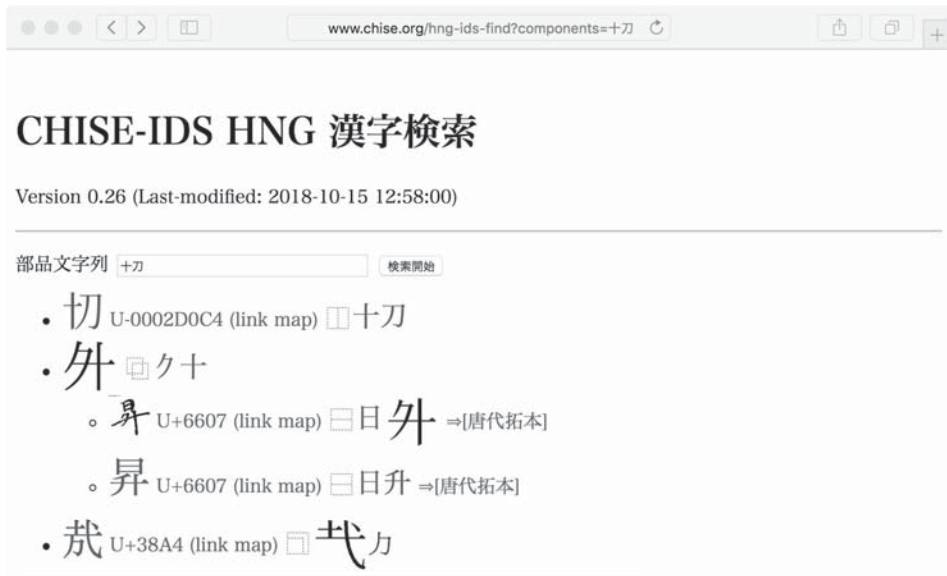 www.chise.org/hng-ids-find?components=十刀
CHISE-IDS HNG 漢字検索
Version 0.26 (Last-modified: 2018-10-15 12:58:00)
部品文字列 十刀 検索開始
• 𭃄 U-0002D0C4 (link map) ⿰十刀
• ⿻ク十
◦ 昇 U+6607 (link map) ⿱日 ⇒[唐代拓本]
◦ 昇 U+6607 (link map) ⿱日升 ⇒[唐代拓本]
• 㢤 U+38A4 (link map) ⿹ 力